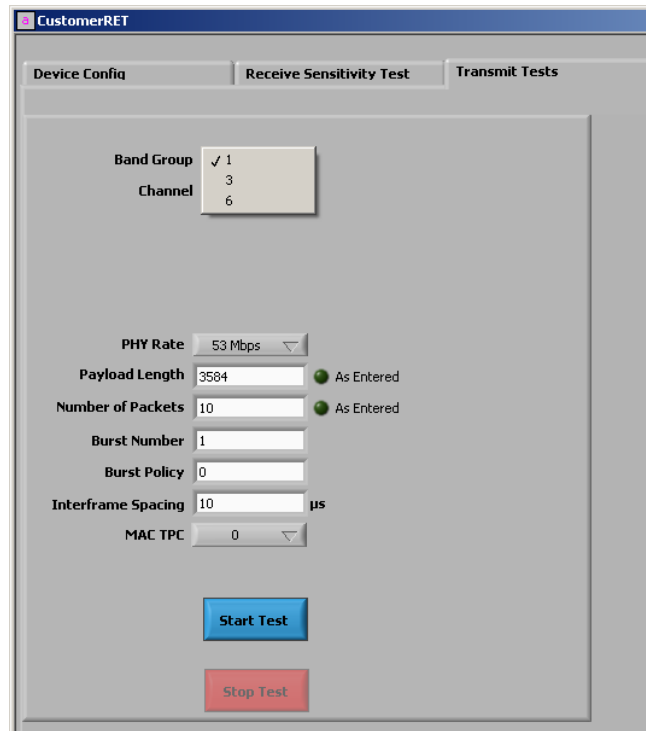 a CustomerRET
Device Config Receive Sensitivity Test Transmit Tests
Band Group ✓ 1
3
Channel
6
PHY Rate 53 Mbps
Payload Length 3584 As Entered
Number of Packets 10 As Entered
Burst Number 1
Burst Policy 0
Interframe Spacing 10 µs
MAC TPC 0
Start Test
Stop Test